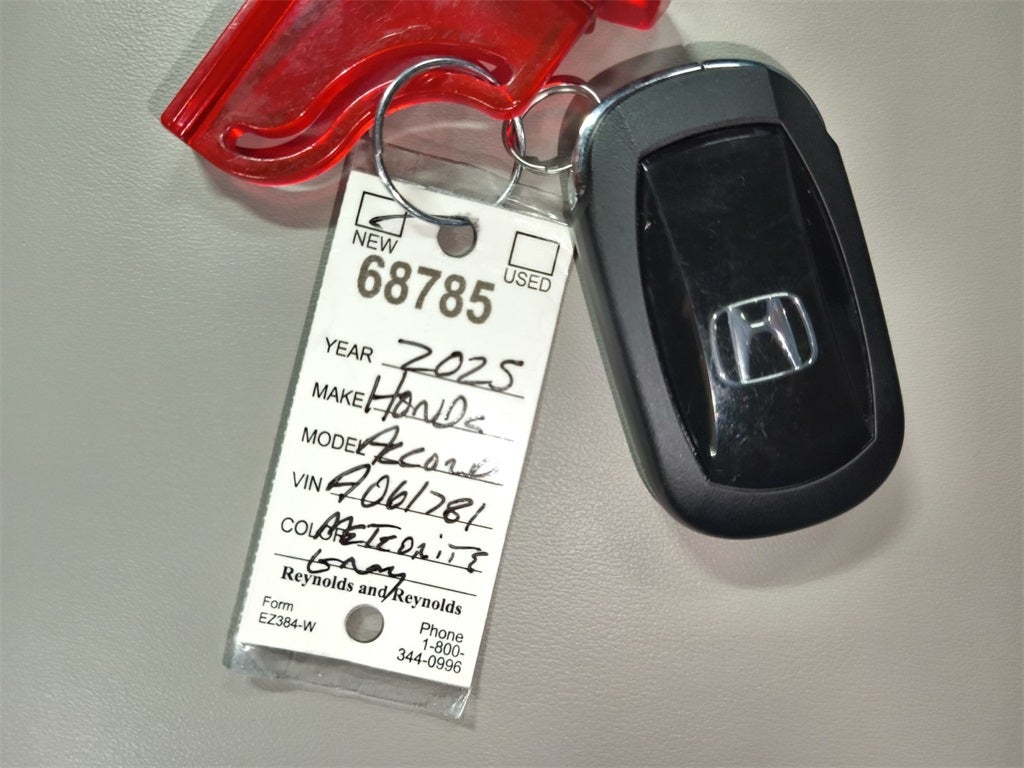 NEW
USED
68785
YEAR 2025
MAKE HONDA
MODEL ACCORD
VIN A061781
COLOR METEORITE
Gray
Reynolds and Reynolds
Form
EZ384-W
Phone
1-800-
344-0996